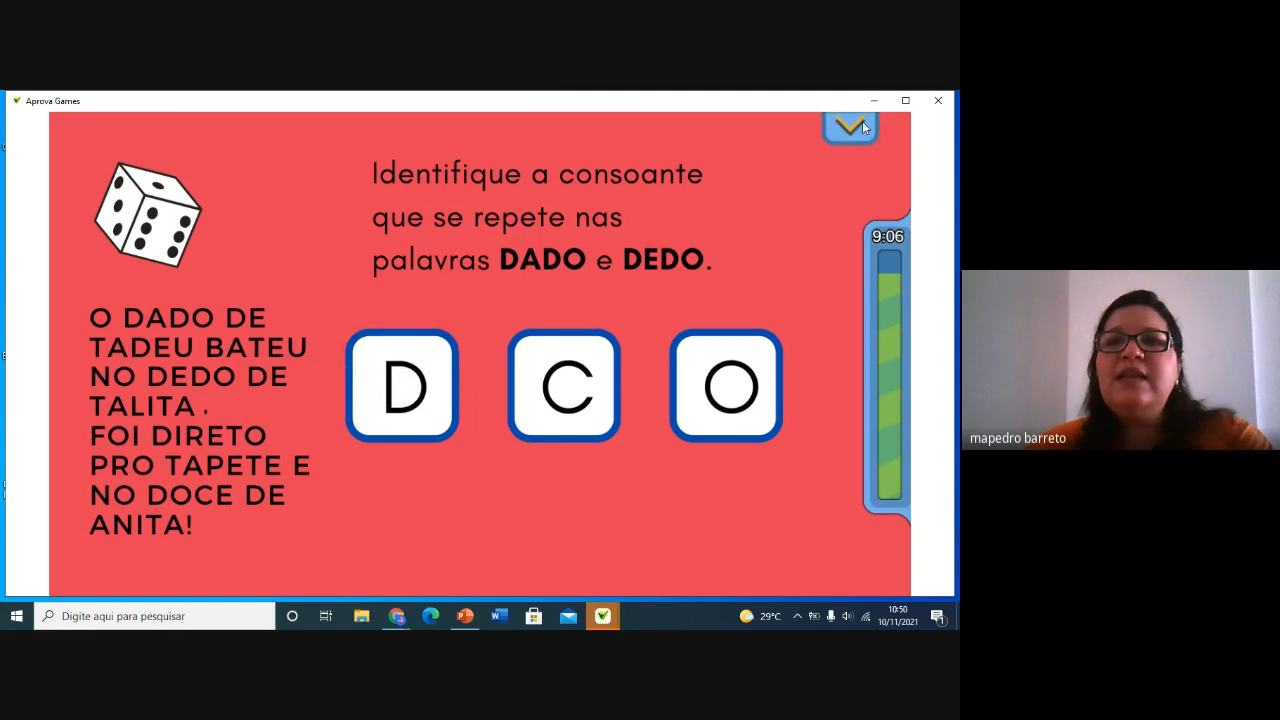 Aprova Games
Identifique a consoante
que se repete nas
palavras DADO e DEDO.
9:06
O DADO DE
TADEU BATEU
NO DEDO DE
TALITA .
FOI DIRETO
PRO TAPETE E
NO DOCE DE
ANITA!
D
C
O
mapedro barreto
Digite aqui para pesquisar
29°C
10:50
10/11/2021
1